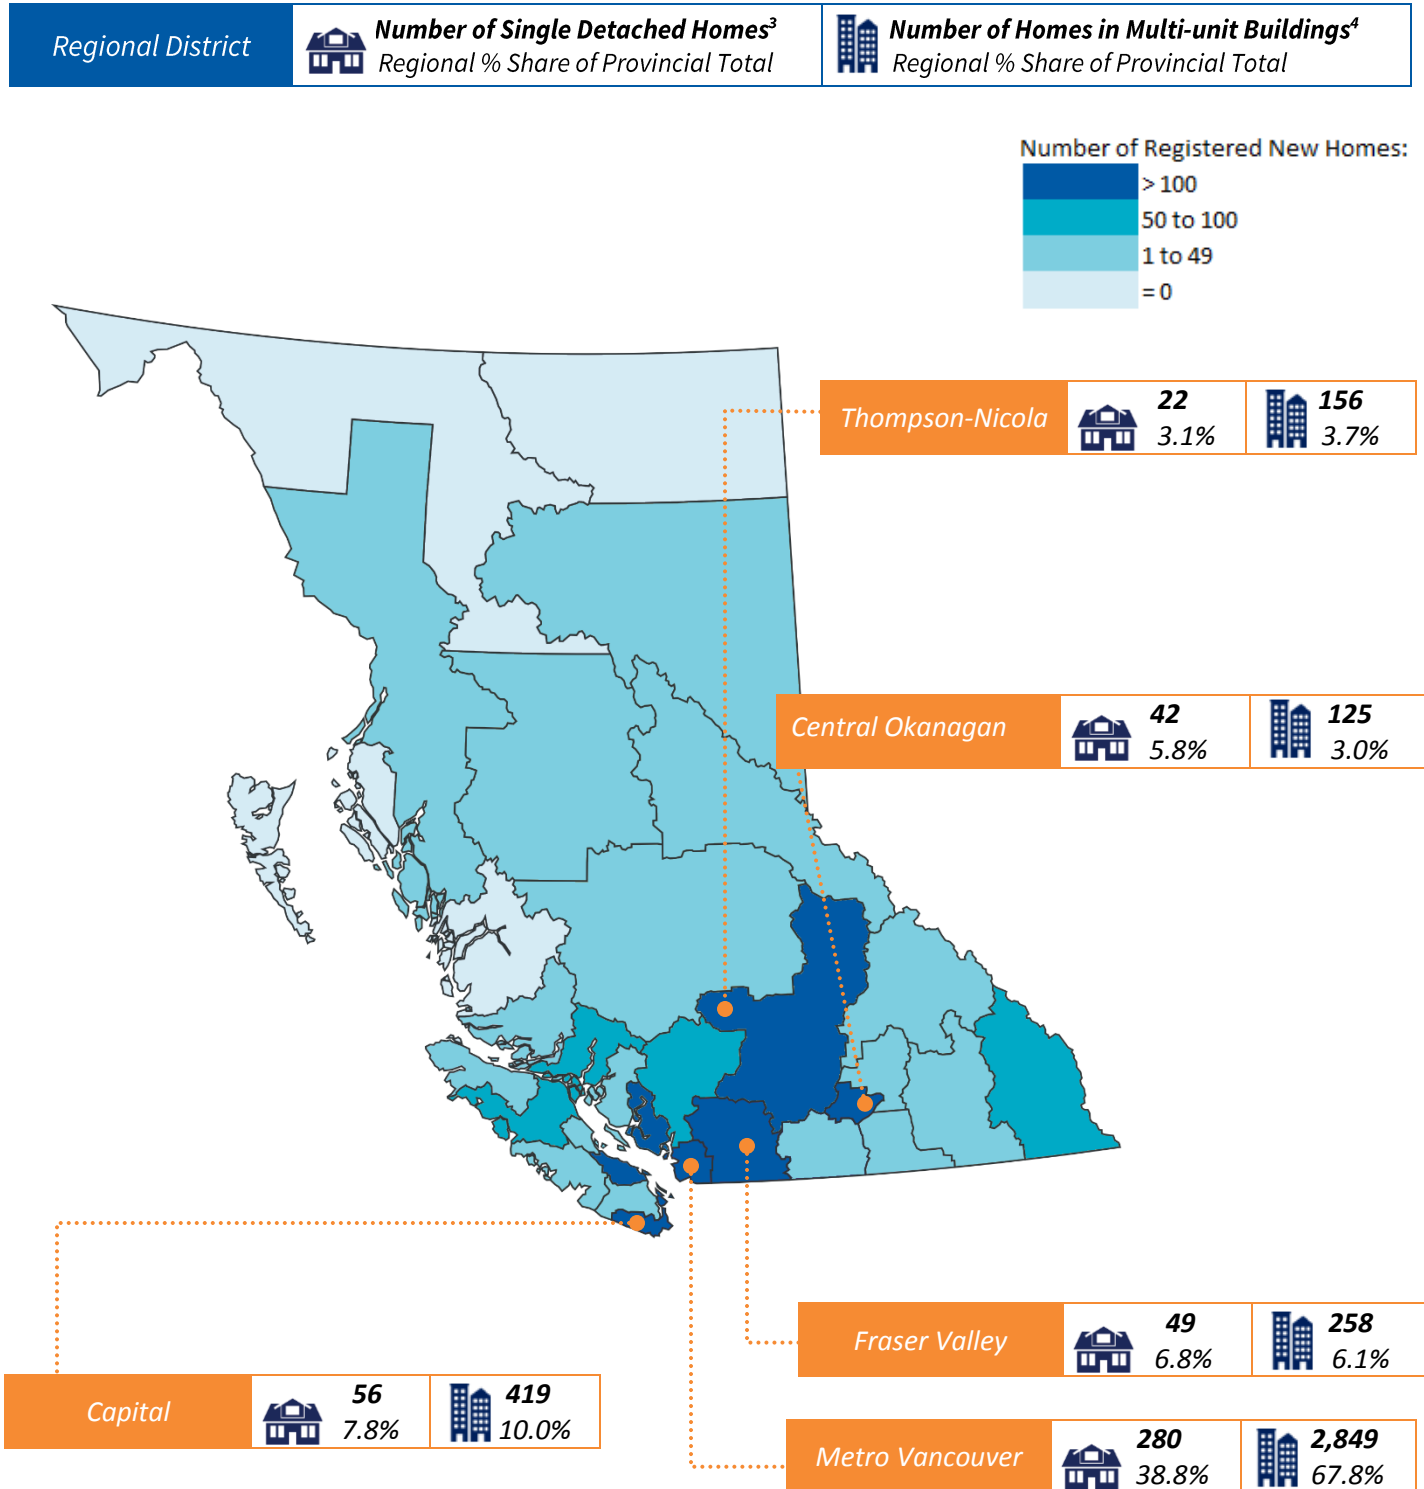 Regional District
Number of Single Detached Homes³
Regional % Share of Provincial Total
Number of Homes in Multi-unit Buildings⁴
Regional % Share of Provincial Total
Number of Registered New Homes:
> 100
50 to 100
1 to 49
= 0
Thompson-Nicola
22
3.1%
156
3.7%
Central Okanagan
42
5.8%
125
3.0%
Fraser Valley
49
6.8%
258
6.1%
Capital
56
7.8%
419
10.0%
Metro Vancouver
280
38.8%
2,849
67.8%